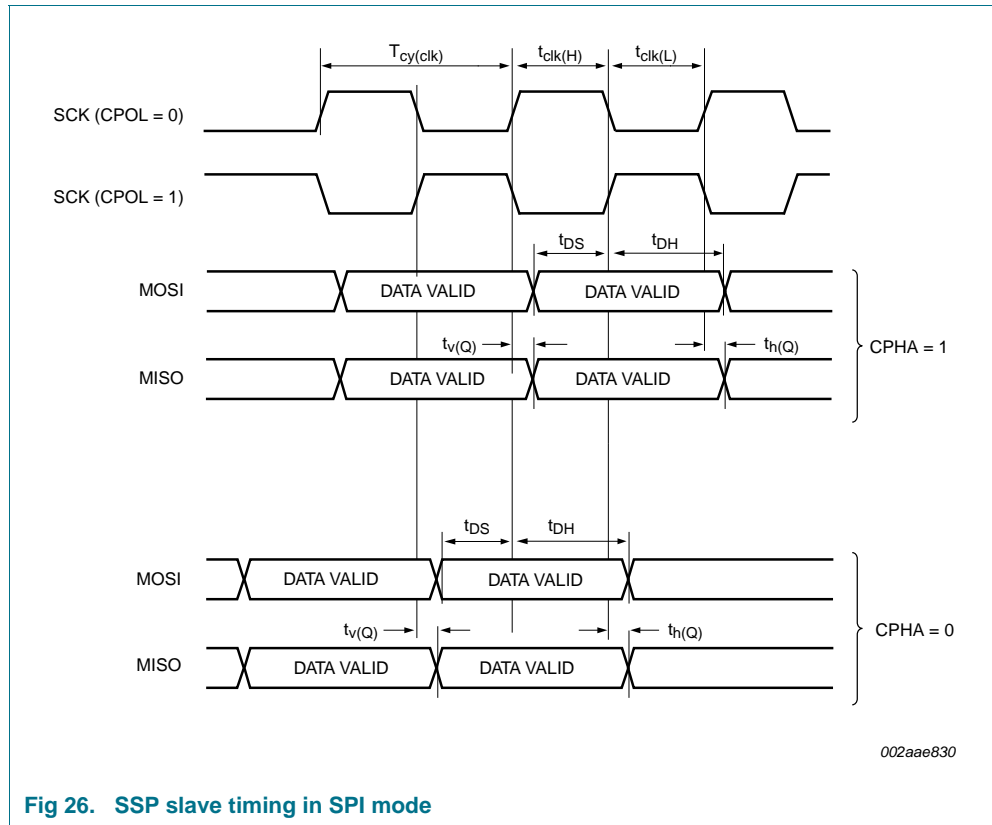 Tcy(clk) tclk(H) tclk(L)
SCK (CPOL = 0)
SCK (CPOL = 1)
tDS tDH
MOSI DATA VALID DATA VALID
tv(Q) th(Q)
CPHA = 1
MISO DATA VALID DATA VALID
tDS tDH
MOSI DATA VALID DATA VALID
tv(Q) th(Q)
CPHA = 0
MISO DATA VALID DATA VALID
002aae830
Fig 26. SSP slave timing in SPI mode